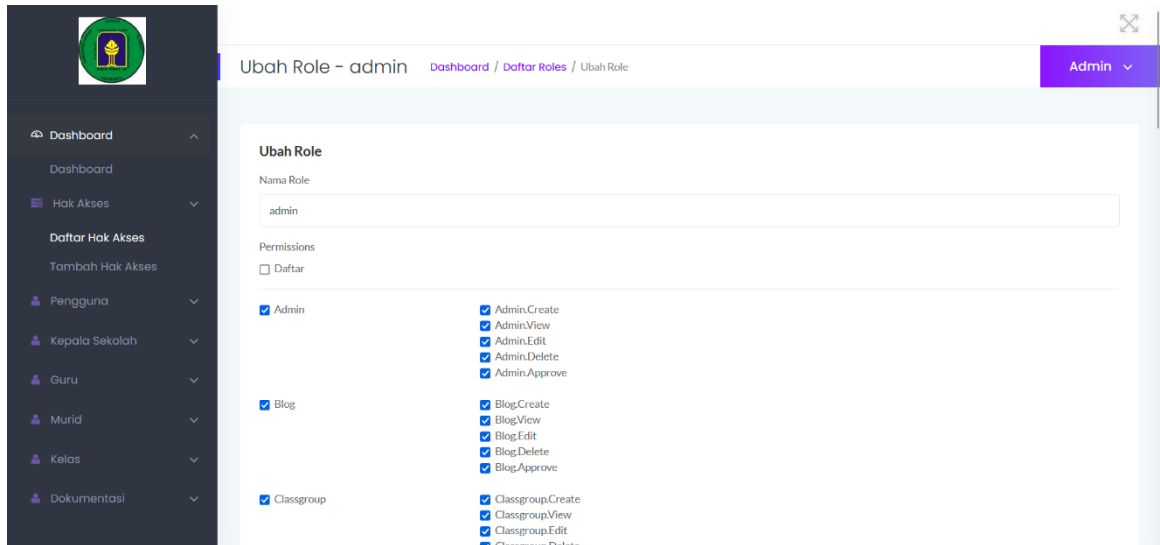 Ubah Role - admin Dashboard / Daftar Roles / Ubah Role
Admin
Dashboard
Dashboard
Hak Akses
Daftar Hak Akses
Tambah Hak Akses
Pengguna
Kepala Sekolah
Guru
Murid
Kelas
Dokumentasi
Ubah Role
Nama Role
admin
Permissions
Daftar
Admin
Admin.Create
Admin.View
Admin.Edit
Admin.Delete
Admin.Approve
Blog
Blog.Create
Blog.View
Blog.Edit
Blog.Delete
Blog.Approve
Classgroup
Classgroup.Create
Classgroup.View
Classgroup.Edit
Classgroup.Delete